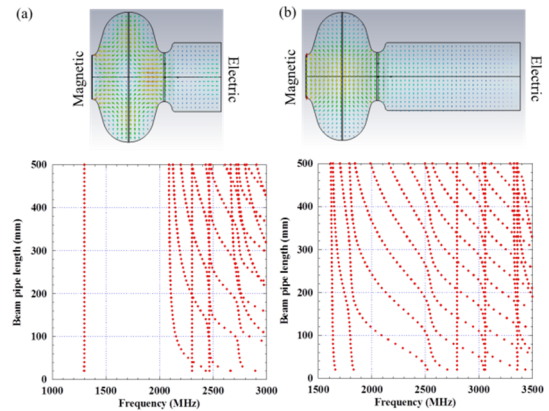 (a)
Magnetic
Electric
(b)
Magnetic
Electric
Beam pipe length (mm)
500
400
300
200
100
0
1000
1500
2000
2500
3000
Frequency (MHz)
Beam pipe length (mm)
500
400
300
200
100
0
1500
2000
2500
3000
3500
Frequency (MHz)